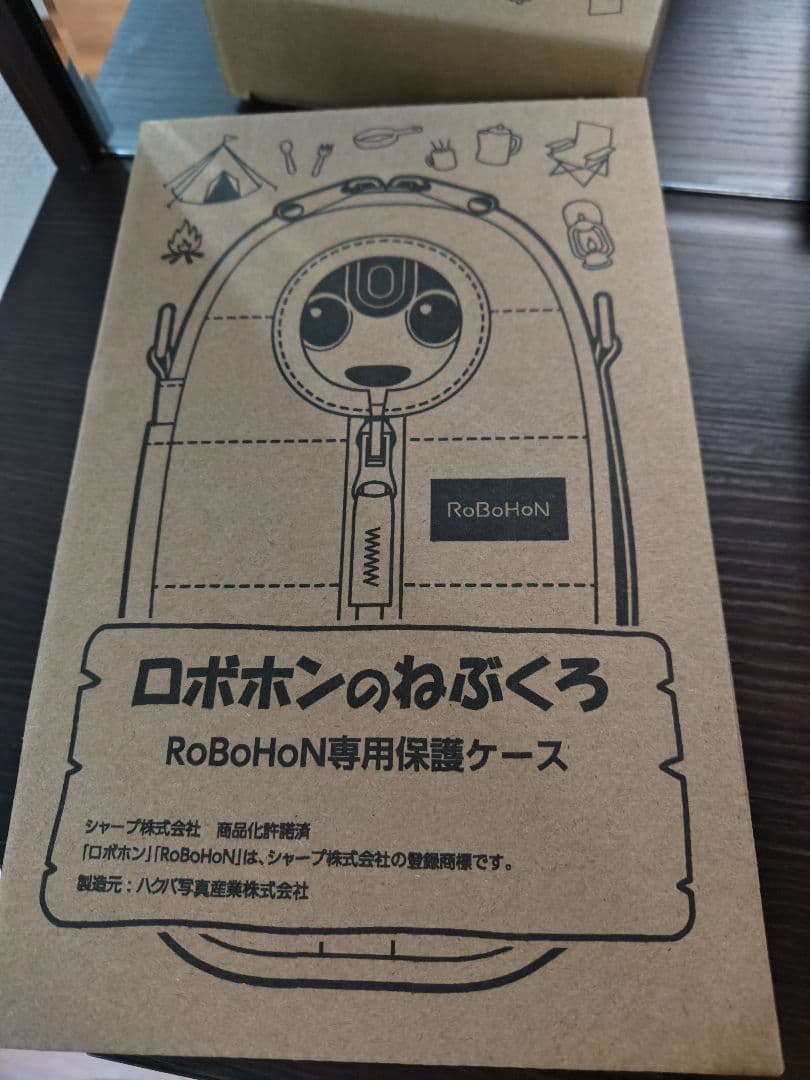 RoBoHoN
ロボホンのねぶくろ
RoBoHoN専用保護ケース
シャープ株式会社 商品化許諾済
「ロボホン」「RoBoHoN」は、シャープ株式会社の登録商標です。
製造元：ハクバ写真産業株式会社